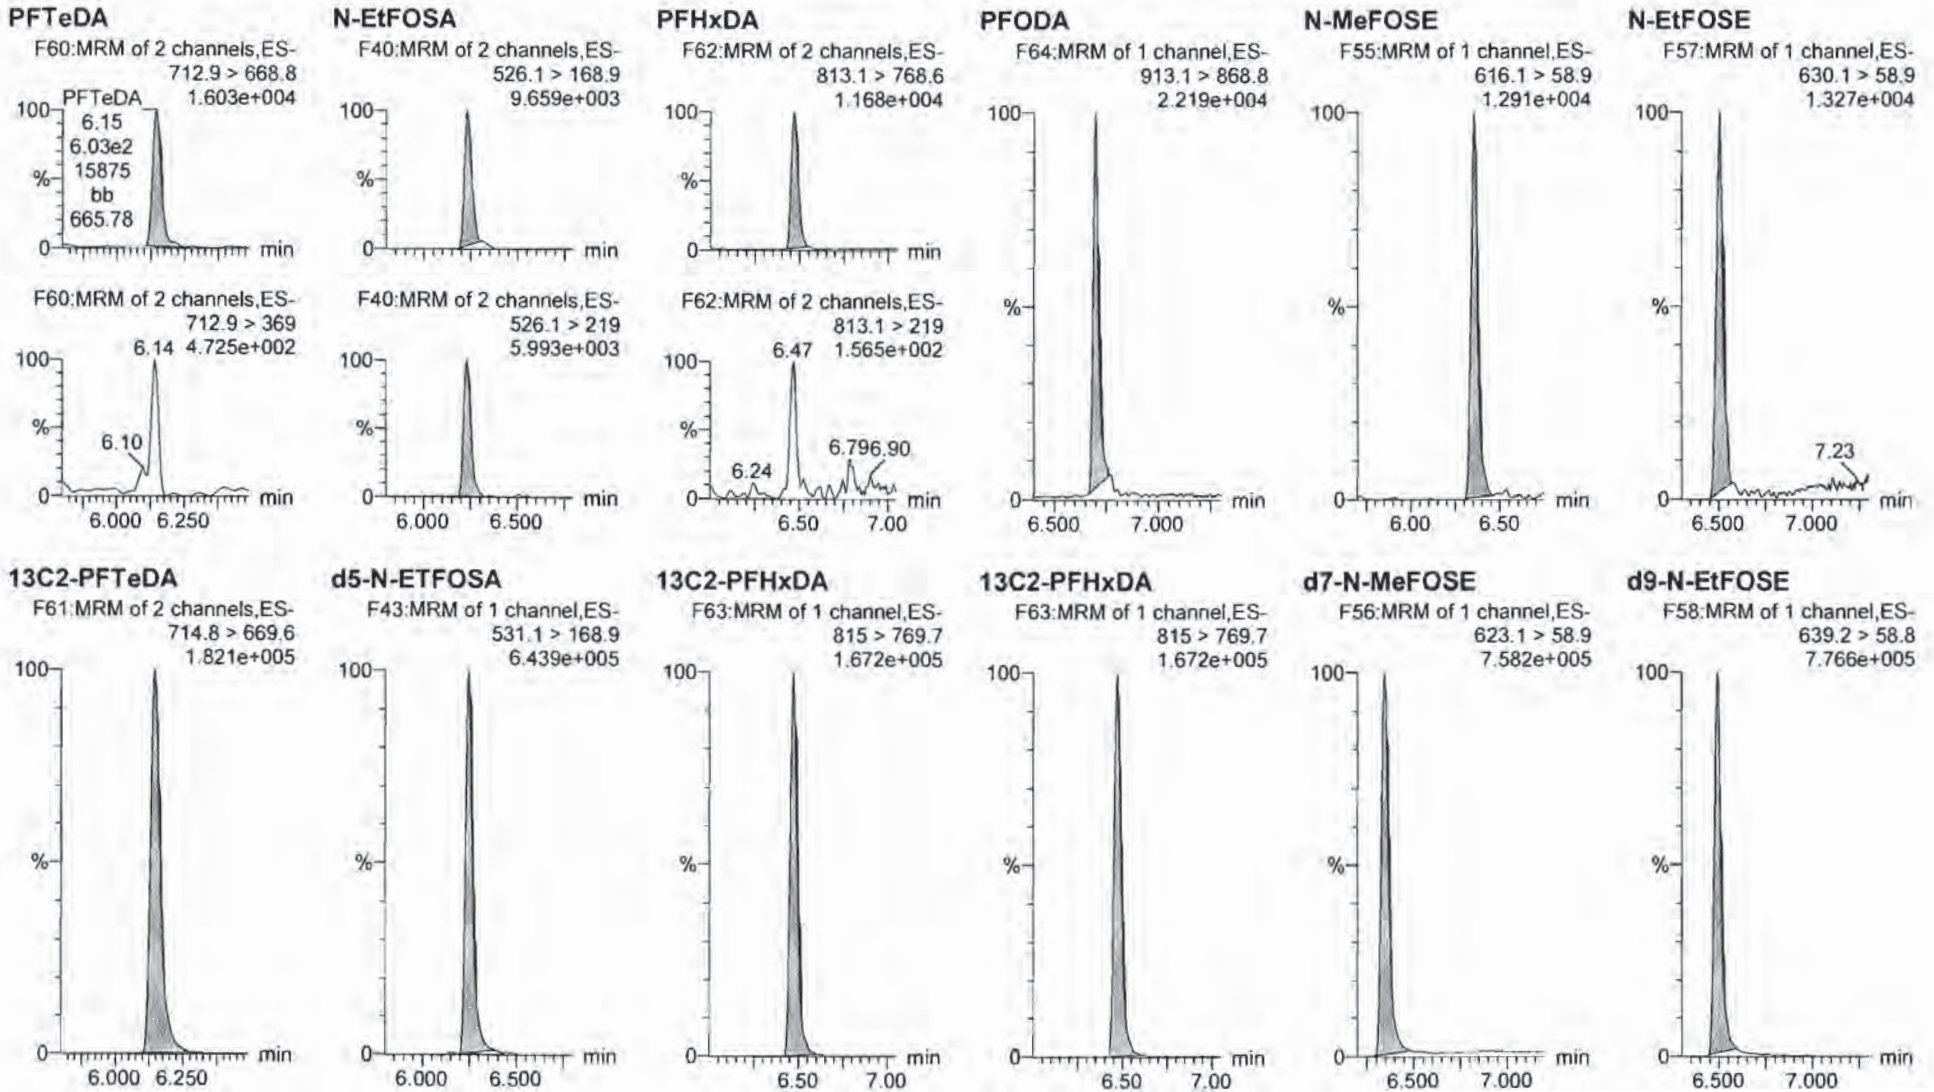 PFTeDA
F60:MRM of 2 channels,ES-
712.9 > 668.8
1.603e+004
100
PFTeDA
6.15
6.03e2
15875
bb
665.78
%
0
min
F60:MRM of 2 channels,ES-
712.9 > 369
6.14 4.725e+002
100
6.10
%
0
min
6.000 6.250
N-EtFOSA
F40:MRM of 2 channels,ES-
526.1 > 168.9
9.659e+003
100
%
0
min
F40:MRM of 2 channels,ES-
526.1 > 219
5.993e+003
100
%
0
min
6.000 6.500
PFHxDA
F62:MRM of 2 channels,ES-
813.1 > 768.6
1.168e+004
100
%
0
min
F62:MRM of 2 channels,ES-
813.1 > 219
6.47 1.565e+002
100
%
6.24
6.796.90
0
min
6.50 7.00
PFODA
F64:MRM of 1 channel,ES-
913.1 > 868.8
2.219e+004
100
%
0
min
6.500 7.000
N-MeFOSE
F55:MRM of 1 channel,ES-
616.1 > 58.9
1.291e+004
100
%
0
min
6.00 6.50
N-EtFOSE
F57:MRM of 1 channel,ES-
630.1 > 58.9
1.327e+004
100
%
7.23
0
min
6.500 7.000
13C2-PFTeDA
F61:MRM of 2 channels,ES-
714.8 > 669.6
1.821e+005
100
%
0
min
6.000 6.250
d5-N-ETFOSA
F43:MRM of 1 channel,ES-
531.1 > 168.9
6.439e+005
100
%
0
min
6.000 6.500
13C2-PFHxDA
F63:MRM of 1 channel,ES-
815 > 769.7
1.672e+005
100
%
0
min
6.50 7.00
13C2-PFHxDA
F63:MRM of 1 channel,ES-
815 > 769.7
1.672e+005
100
%
0
min
6.50 7.00
d7-N-MeFOSE
F56:MRM of 1 channel,ES-
623.1 > 58.9
7.582e+005
100
%
0
min
6.500 7.000
d9-N-EtFOSE
F58:MRM of 1 channel,ES-
639.2 > 58.8
7.766e+005
100
%
0
min
6.500 7.000